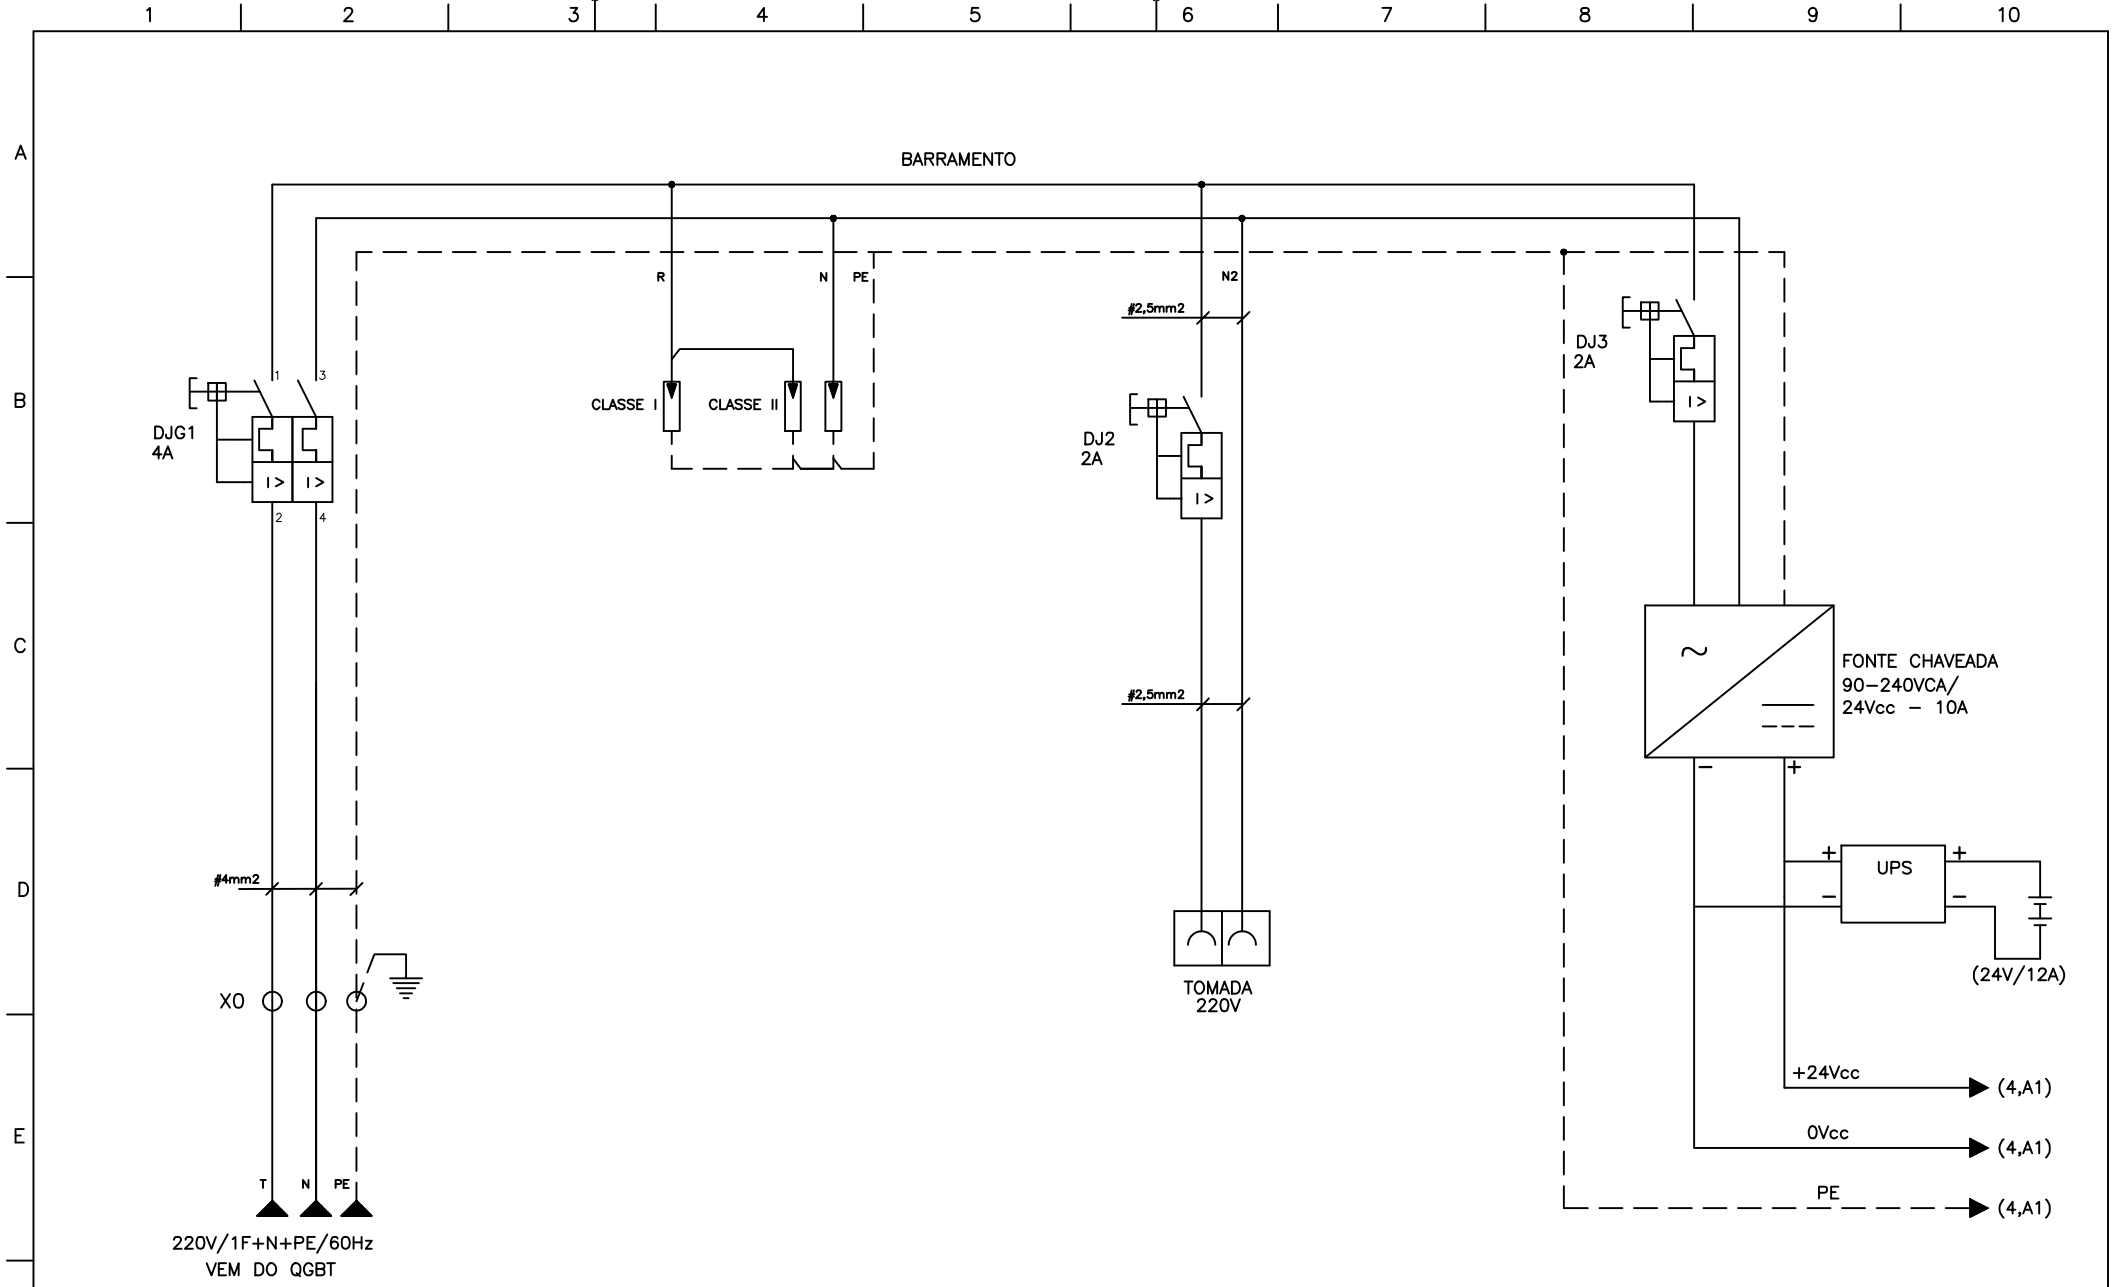 1 2 3 4 5 6 7 8 9 10
A
BARRAMENTO
R N PE N2
#2,5mm2
DJ3
2A
I >
1 3
B
CLASSE I CLASSE II
DJG1
4A
I > I >
2 4
DJ2
2A
I >
C
~
FONTE CHAVEADA
90-240VCA/
24Vcc - 10A
#2,5mm2
- +
D
#4mm2
+ UPS +
- -
(24V/12A)
X0
TOMADA
220V
E
+24Vcc (4,A1)
0Vcc (4,A1)
PE (4,A1)
T N PE
220V/1F+N+PE/60Hz
VEM DO QGBT